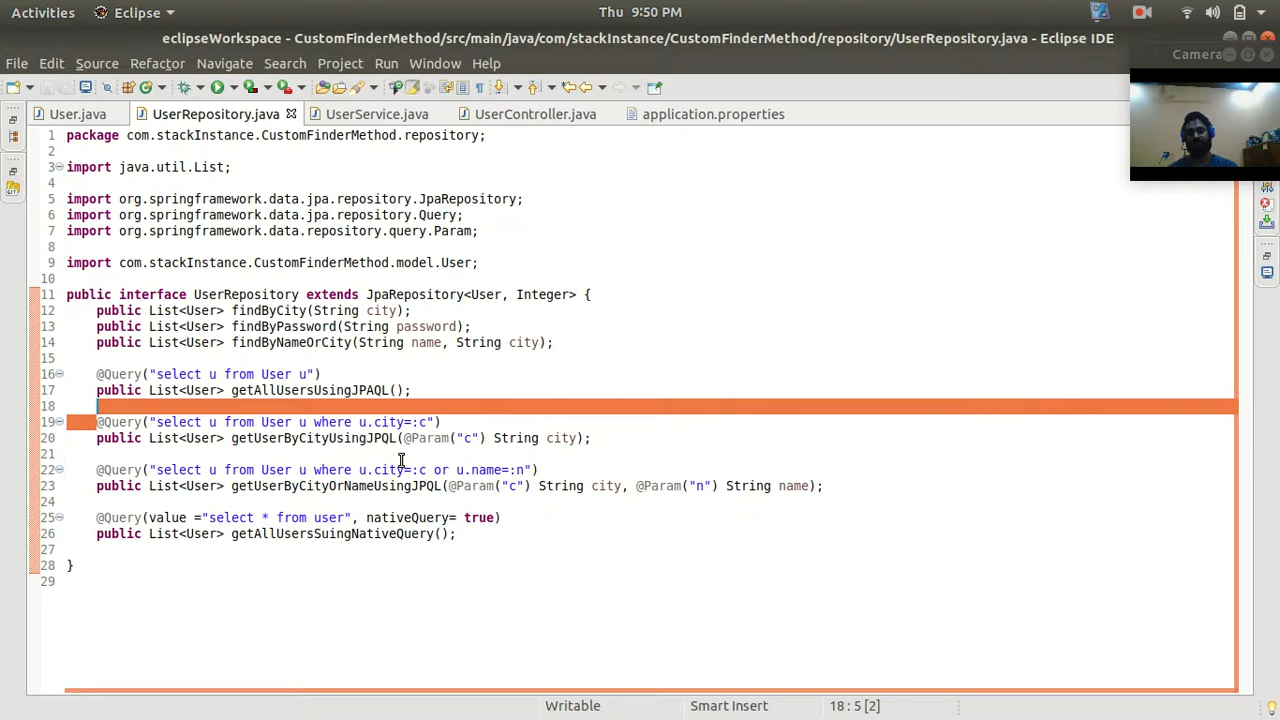 Activities Eclipse Thu 9:50 PM
eclipseWorkspace - CustomFinderMethod/src/main/java/com/stackInstance/CustomFinderMethod/repository/UserRepository.java - Eclipse IDE
Camera
File Edit Source Refactor Navigate Search Project Run Window Help
User.java UserRepository.java UserService.java UserController.java application.properties
1 package com.stackInstance.CustomFinderMethod.repository;
2
3 import java.util.List;
4
5 import org.springframework.data.jpa.repository.JpaRepository;
6 import org.springframework.data.jpa.repository.Query;
7 import org.springframework.data.repository.query.Param;
8
9 import com.stackInstance.CustomFinderMethod.model.User;
10
11 public interface UserRepository extends JpaRepository<User, Integer> {
12 public List<User> findByCity(String city);
13 public List<User> findByPassword(String password);
14 public List<User> findByNameOrCity(String name, String city);
15
16 @Query("select u from User u")
17 public List<User> getAllUsersUsingJPAQL();
18
19 @Query("select u from User u where u.city=:c")
20 public List<User> getUserByCityUsingJPQL(@Param("c") String city);
21
22 @Query("select u from User u where u.city=:c or u.name=:n")
23 public List<User> getUserByCityOrNameUsingJPQL(@Param("c") String city, @Param("n") String name);
24
25 @Query(value ="select * from user", nativeQuery= true)
26 public List<User> getAllUsersSuingNativeQuery();
27
28 }
29
Writable Smart Insert 18 : 5 [2]